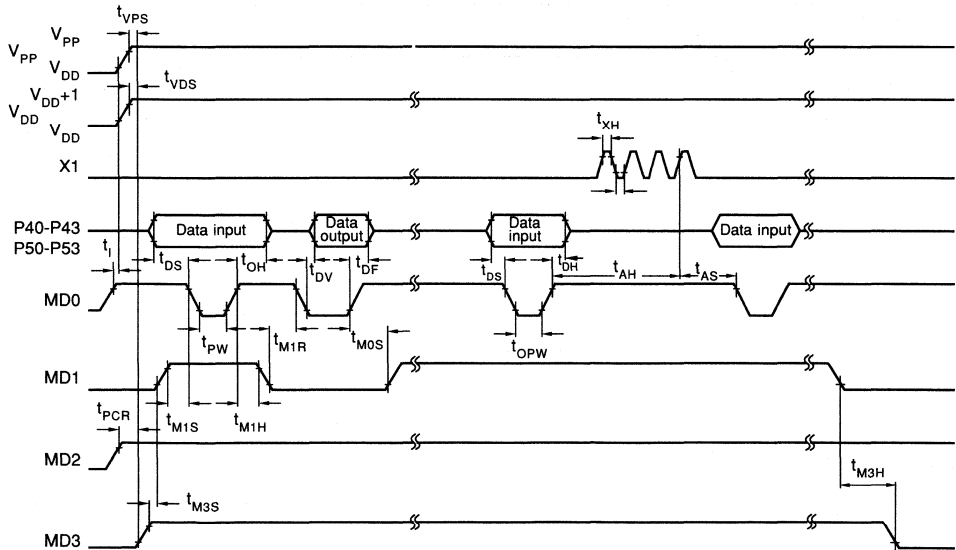 tVPS
VPP
VPP
VDD
tVDS
VDD+1
VDD
VDD
tXH
X1
P40-P43
P50-P53
Data input
Data output
Data input
Data input
tI
tDS
tOH
tDV
tDF
tDS
tDH
tAH
tAS
MD0
tPW
tM1R
tM0S
tOPW
MD1
tPCR
tM1S
tM1H
MD2
tM3H
tM3S
MD3